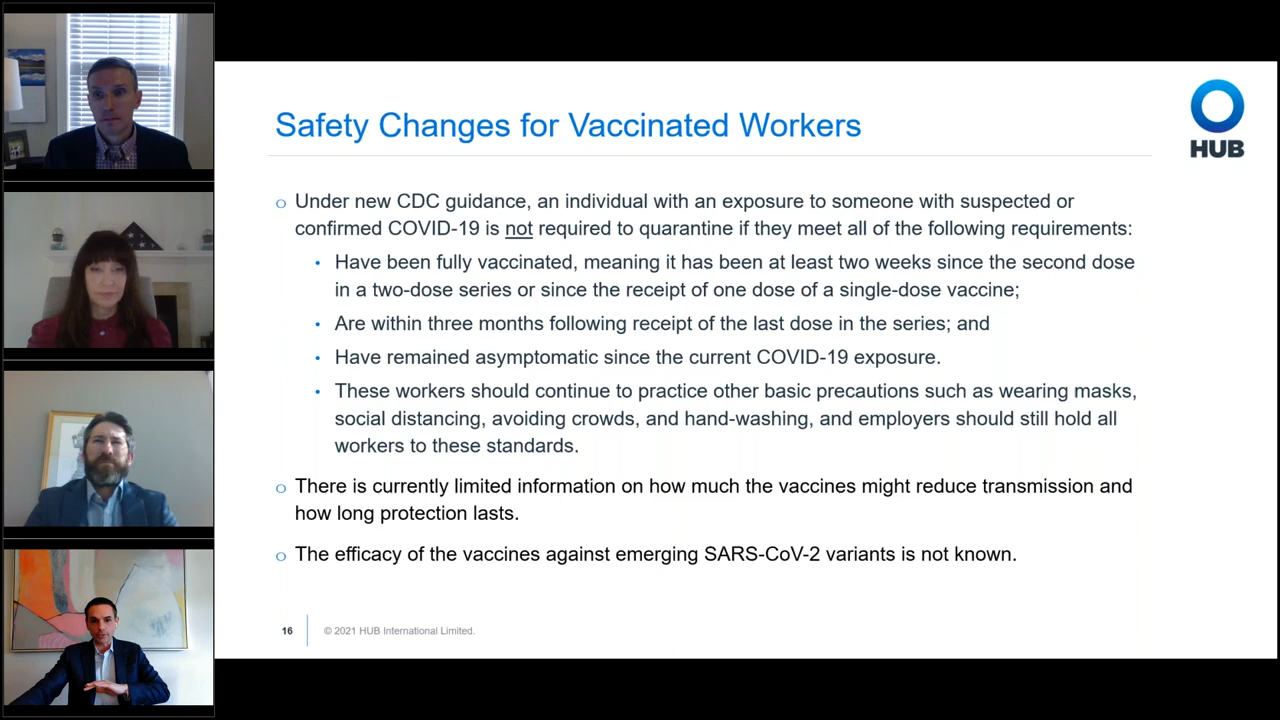 Safety Changes for Vaccinated Workers
HUB
o Under new CDC guidance, an individual with an exposure to someone with suspected or
confirmed COVID-19 is not required to quarantine if they meet all of the following requirements:
• Have been fully vaccinated, meaning it has been at least two weeks since the second dose
in a two-dose series or since the receipt of one dose of a single-dose vaccine;
• Are within three months following receipt of the last dose in the series; and
• Have remained asymptomatic since the current COVID-19 exposure.
• These workers should continue to practice other basic precautions such as wearing masks,
social distancing, avoiding crowds, and hand-washing, and employers should still hold all
workers to these standards.
o There is currently limited information on how much the vaccines might reduce transmission and
how long protection lasts.
o The efficacy of the vaccines against emerging SARS-CoV-2 variants is not known.
16 © 2021 HUB International Limited.